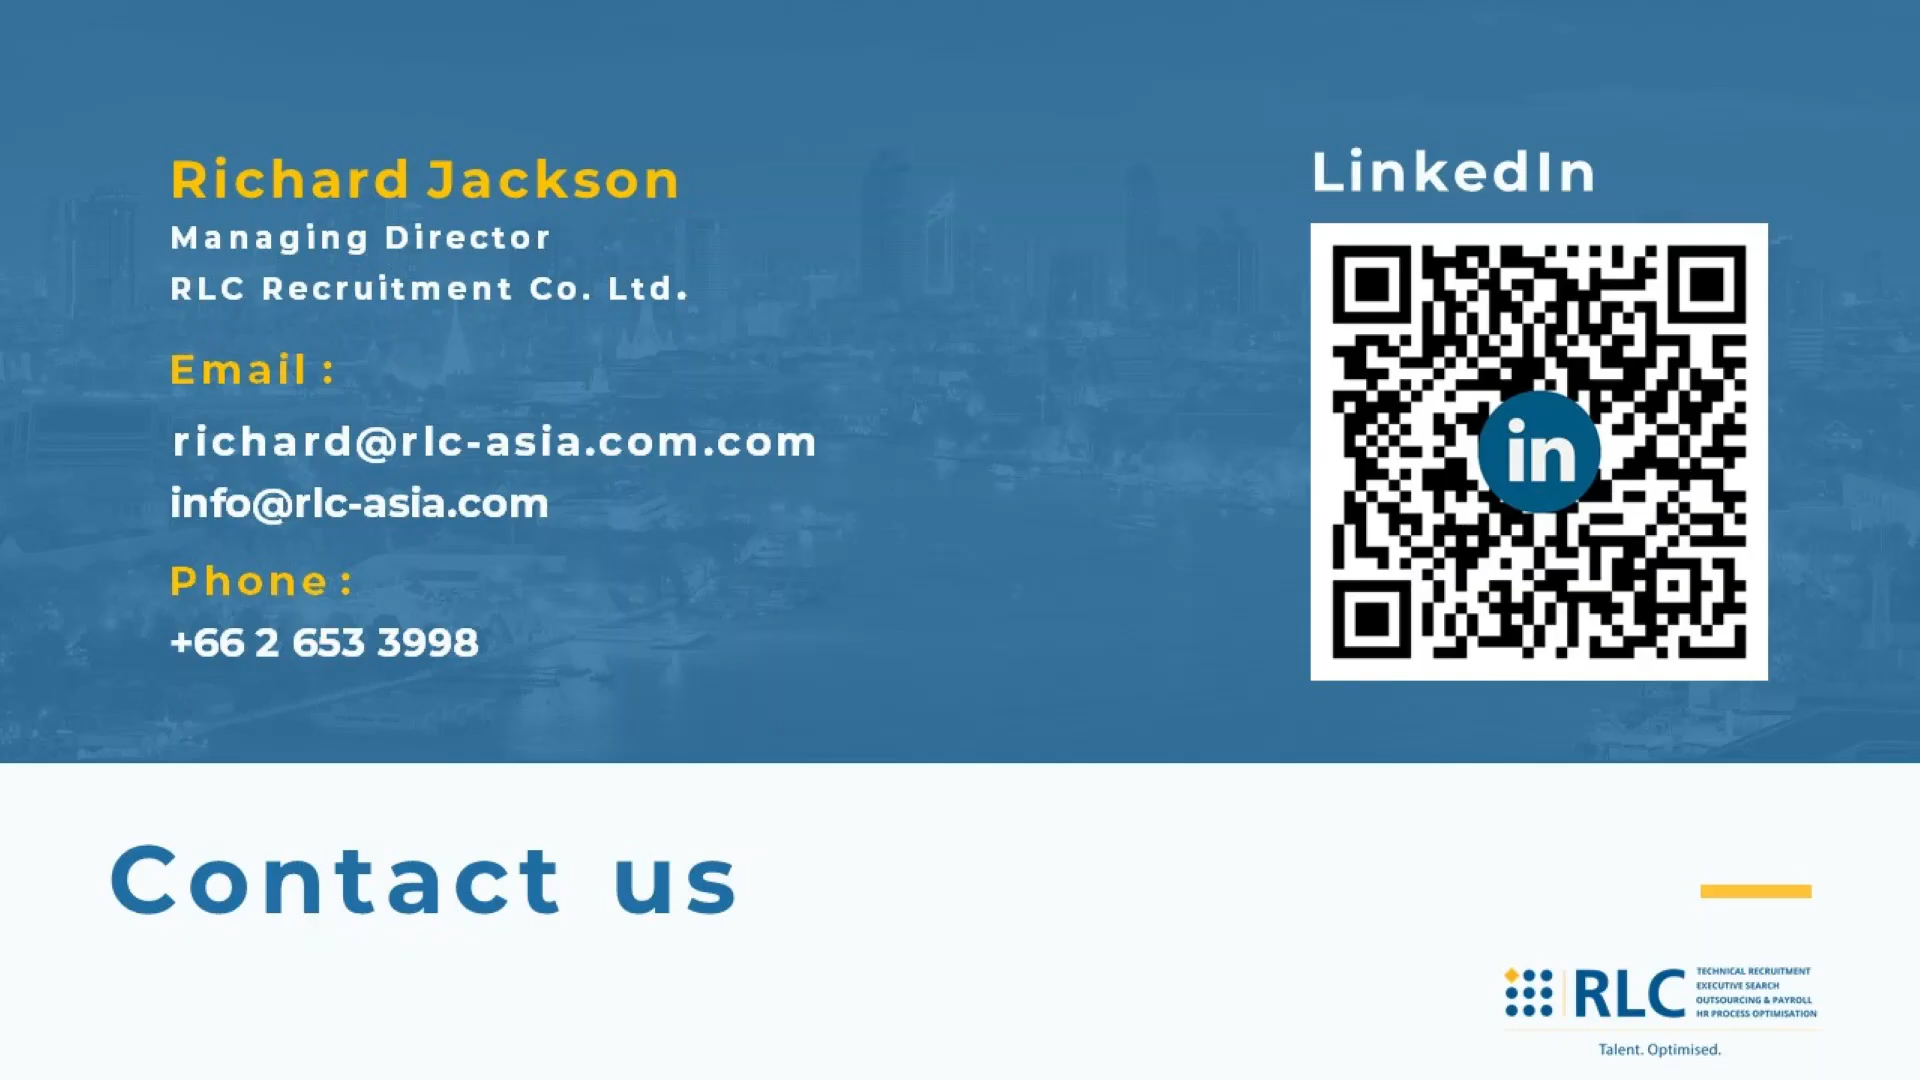 Richard Jackson
Managing Director
RLC Recruitment Co. Ltd.
Email :
richard@rlc-asia.com.com
info@rlc-asia.com
Phone :
+66 2 653 3998
LinkedIn
in
Contact us
RLC
TECHNICAL RECRUITMENT
EXECUTIVE SEARCH
OUTSOURCING & PAYROLL
HR PROCESS OPTIMISATION
Talent. Optimised.